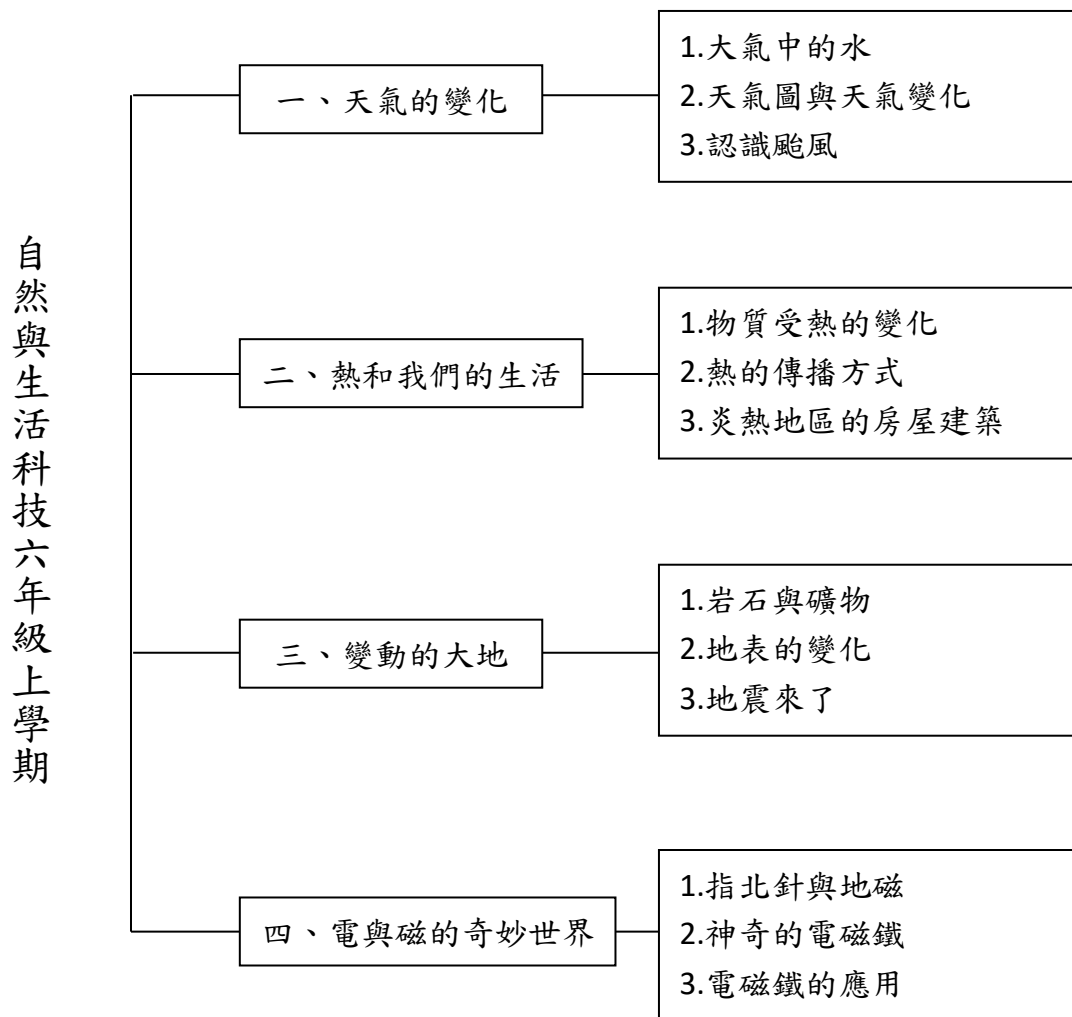 自然與生活科技六年級上學期
一、天氣的變化
1.大氣中的水
2.天氣圖與天氣變化
3.認識颱風
二、熱和我們的生活
1.物質受熱的變化
2.熱的傳播方式
3.炎熱地區的房屋建築
三、變動的大地
1.岩石與礦物
2.地表的變化
3.地震來了
四、電與磁的奇妙世界
1.指北針與地磁
2.神奇的電磁鐵
3.電磁鐵的應用